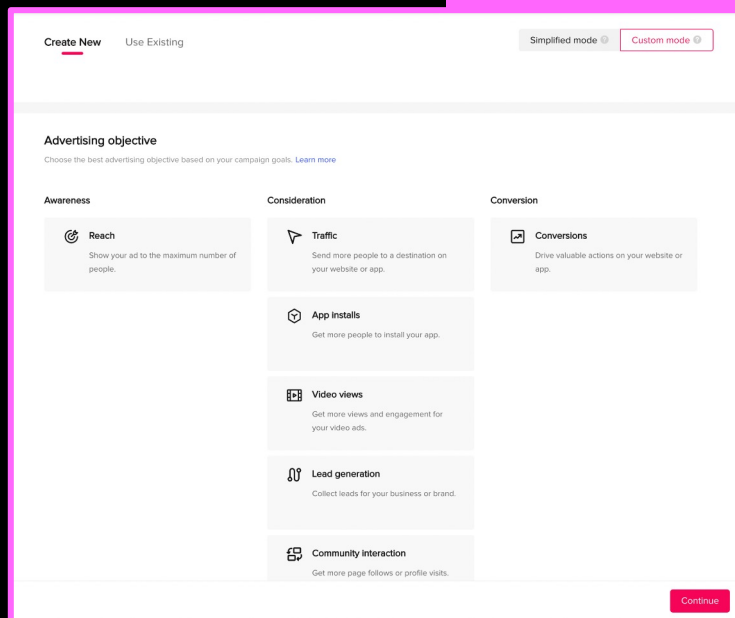 Create New
Use Existing
Simplified mode ?
Custom mode ?
Advertising objective
Choose the best advertising objective based on your campaign goals. Learn more
Awareness
Reach
Show your ad to the maximum number of
people.
Consideration
Traffic
Send more people to a destination on
your website or app.
App installs
Get more people to install your app.
Video views
Get more views and engagement for
your video ads.
Lead generation
Collect leads for your business or brand.
Community interaction
Get more page follows or profile visits.
Conversion
Conversions
Drive valuable actions on your website or
app.
Continue